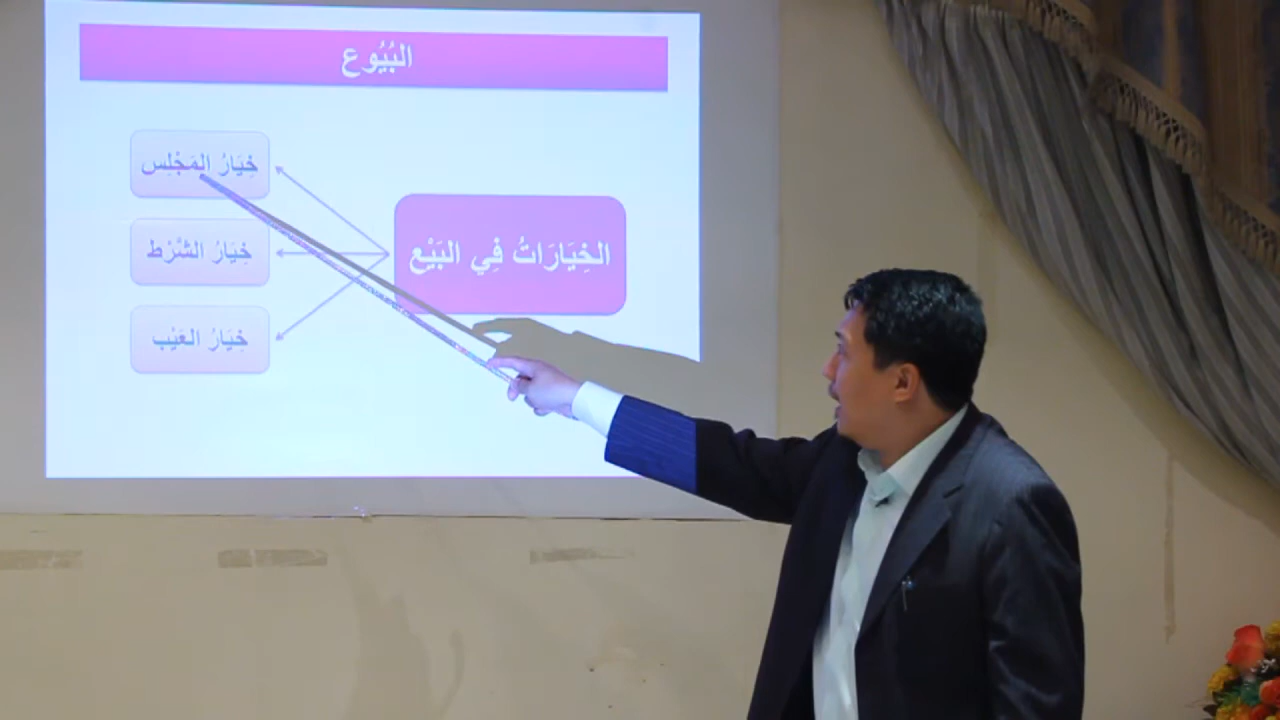 البُيُوع
الخِيَارَاتُ فِي البَيْع
خِيَارُ المَجْلِس
خِيَارُ الشَّرْط
خِيَارُ العَيْب